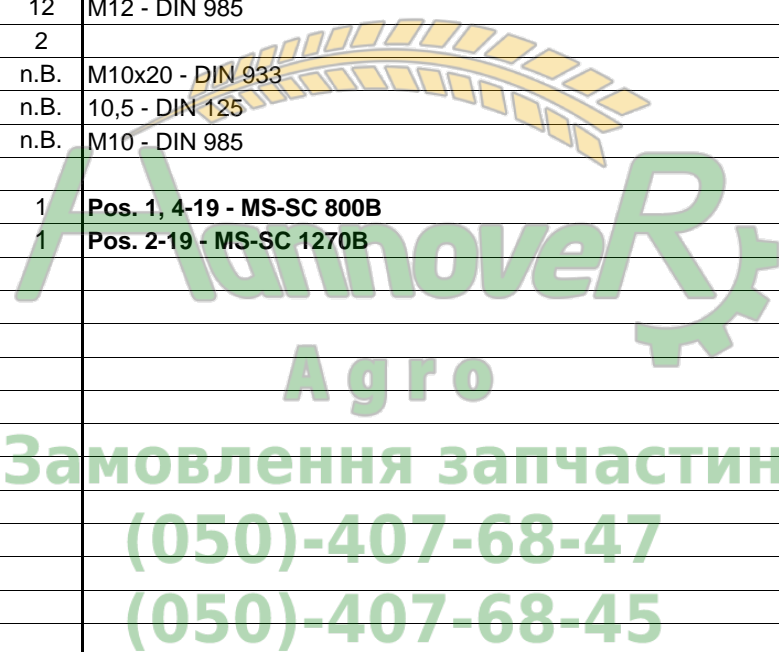 12 M12 - DIN 985
2
n.B. M10x20 - DIN 933
n.B. 10,5 - DIN 125
n.B. M10 - DIN 985
1 Pos. 1, 4-19 - MS-SC 800B
1 Pos. 2-19 - MS-SC 1270B
HannoveR
Agro
Замовлення запчастин
(050)-407-68-47
(050)-407-68-45